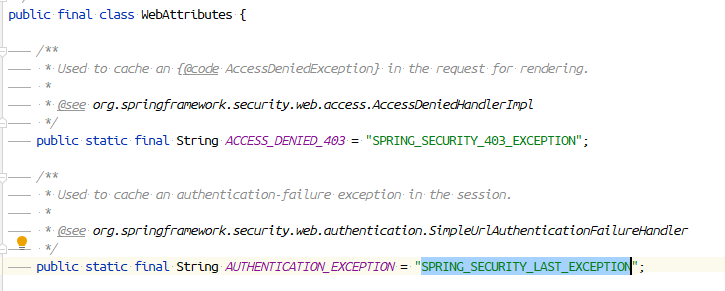 public final class WebAttributes {
/**
* Used to cache an {@code AccessDeniedException} in the request for rendering.
*
* @see org.springframework.security.web.access.AccessDeniedHandlerImpl
*/
public static final String ACCESS_DENIED_403 = "SPRING_SECURITY_403_EXCEPTION";
/**
* Used to cache an authentication-failure exception in the session.
*
* @see org.springframework.security.web.authentication.SimpleUrlAuthenticationFailureHandler
*/
public static final String AUTHENTICATION_EXCEPTION = "SPRING_SECURITY_LAST_EXCEPTION";